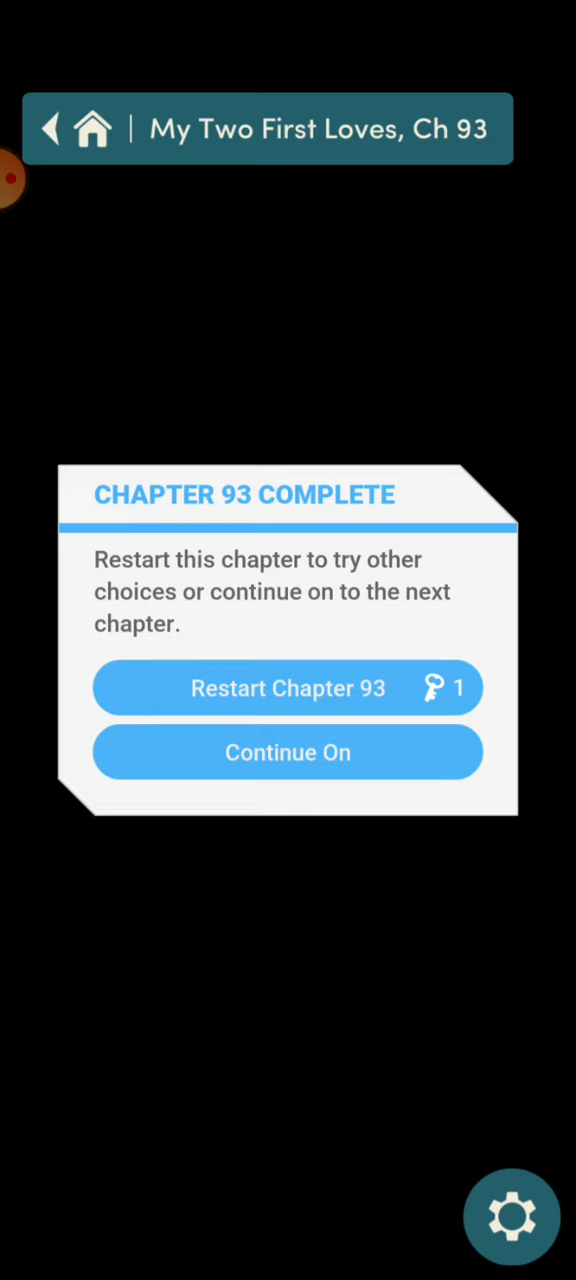 My Two First Loves, Ch 93
CHAPTER 93 COMPLETE
Restart this chapter to try other
choices or continue on to the next
chapter.
Restart Chapter 93 1
Continue On